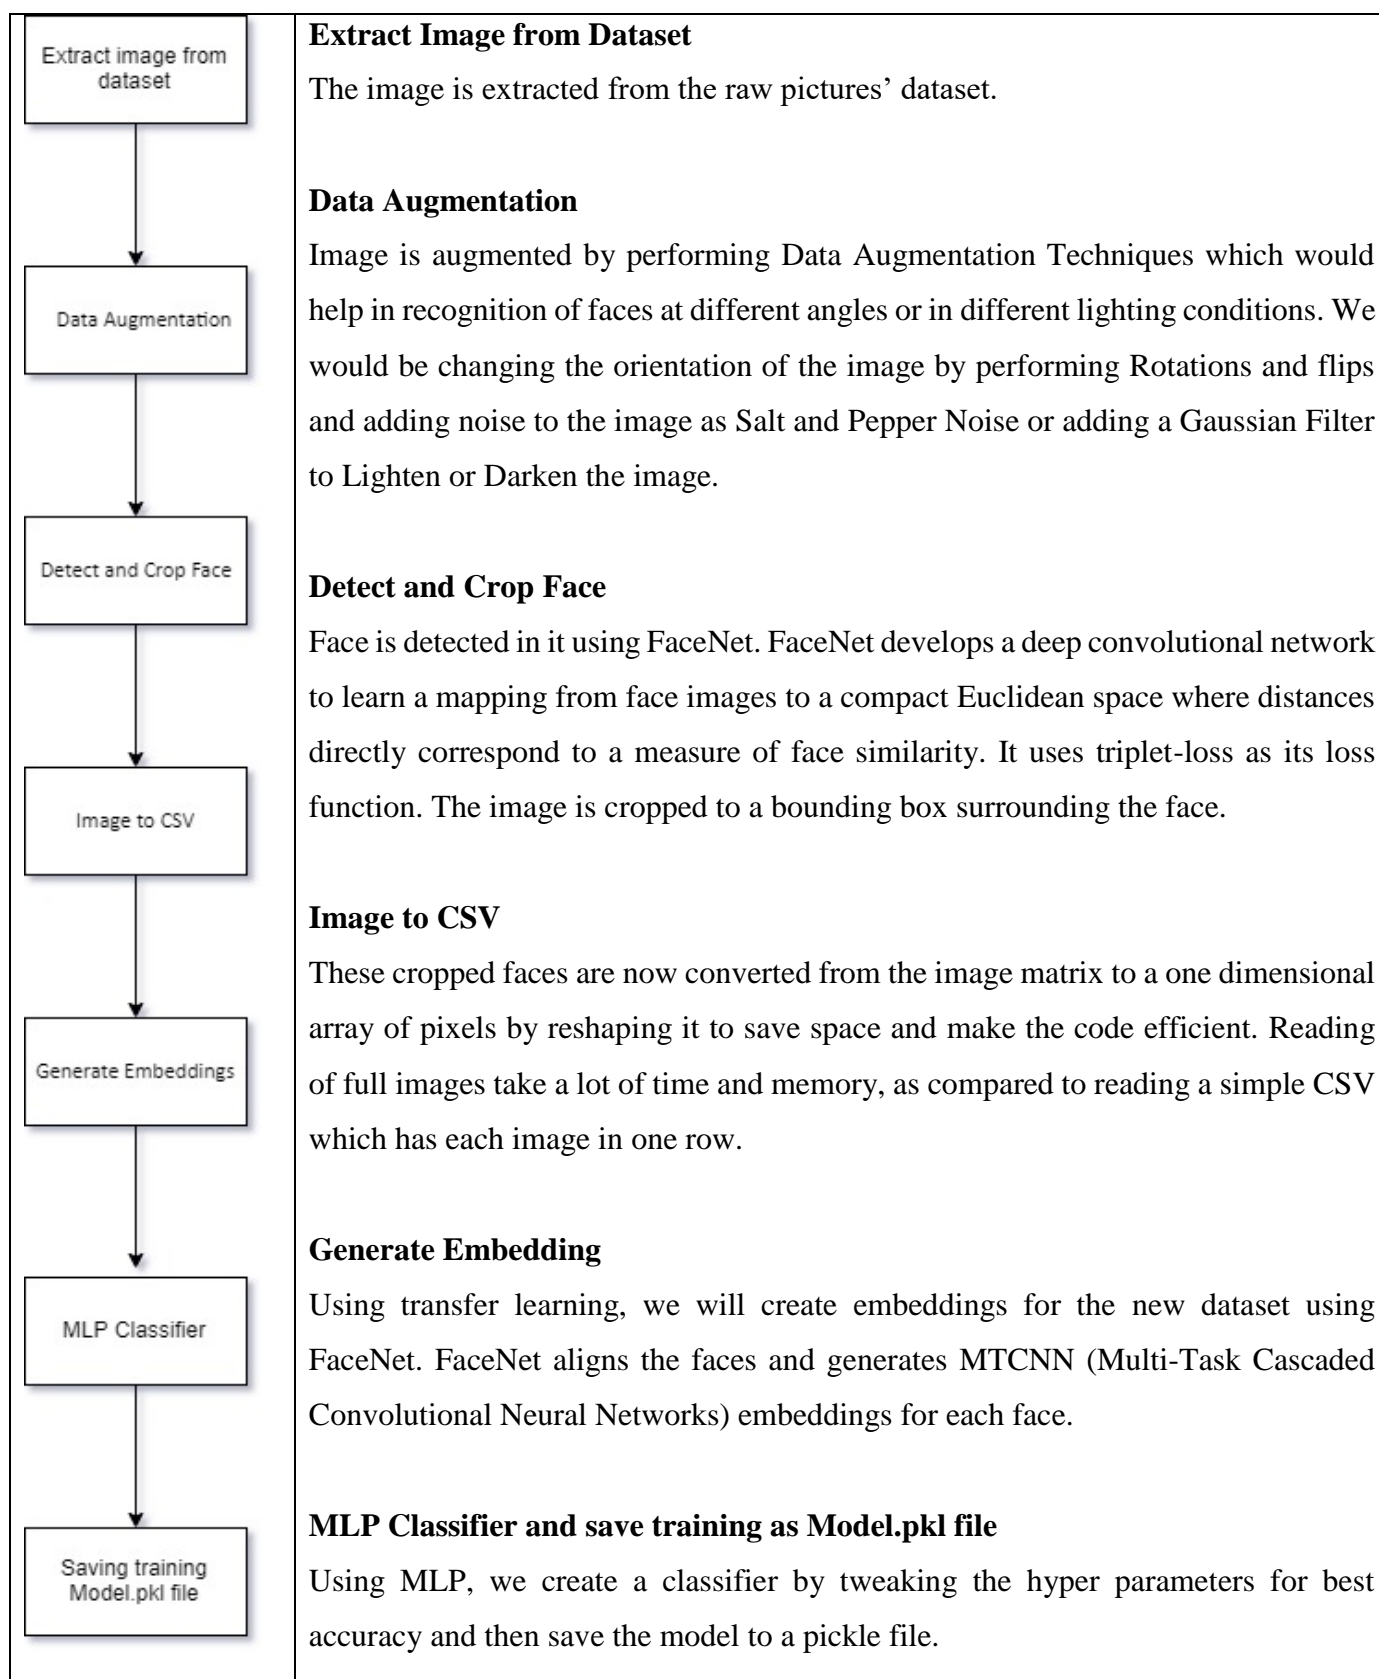 Extract image from
dataset
Data Augmentation
Detect and Crop Face
Image to CSV
Generate Embeddings
MLP Classifier
Saving training
Model.pkl file
Extract Image from Dataset
The image is extracted from the raw pictures’ dataset.
Data Augmentation
Image is augmented by performing Data Augmentation Techniques which would
help in recognition of faces at different angles or in different lighting conditions. We
would be changing the orientation of the image by performing Rotations and flips
and adding noise to the image as Salt and Pepper Noise or adding a Gaussian Filter
to Lighten or Darken the image.
Detect and Crop Face
Face is detected in it using FaceNet. FaceNet develops a deep convolutional network
to learn a mapping from face images to a compact Euclidean space where distances
directly correspond to a measure of face similarity. It uses triplet-loss as its loss
function. The image is cropped to a bounding box surrounding the face.
Image to CSV
These cropped faces are now converted from the image matrix to a one dimensional
array of pixels by reshaping it to save space and make the code efficient. Reading
of full images take a lot of time and memory, as compared to reading a simple CSV
which has each image in one row.
Generate Embedding
Using transfer learning, we will create embeddings for the new dataset using
FaceNet. FaceNet aligns the faces and generates MTCNN (Multi-Task Cascaded
Convolutional Neural Networks) embeddings for each face.
MLP Classifier and save training as Model.pkl file
Using MLP, we create a classifier by tweaking the hyper parameters for best
accuracy and then save the model to a pickle file.